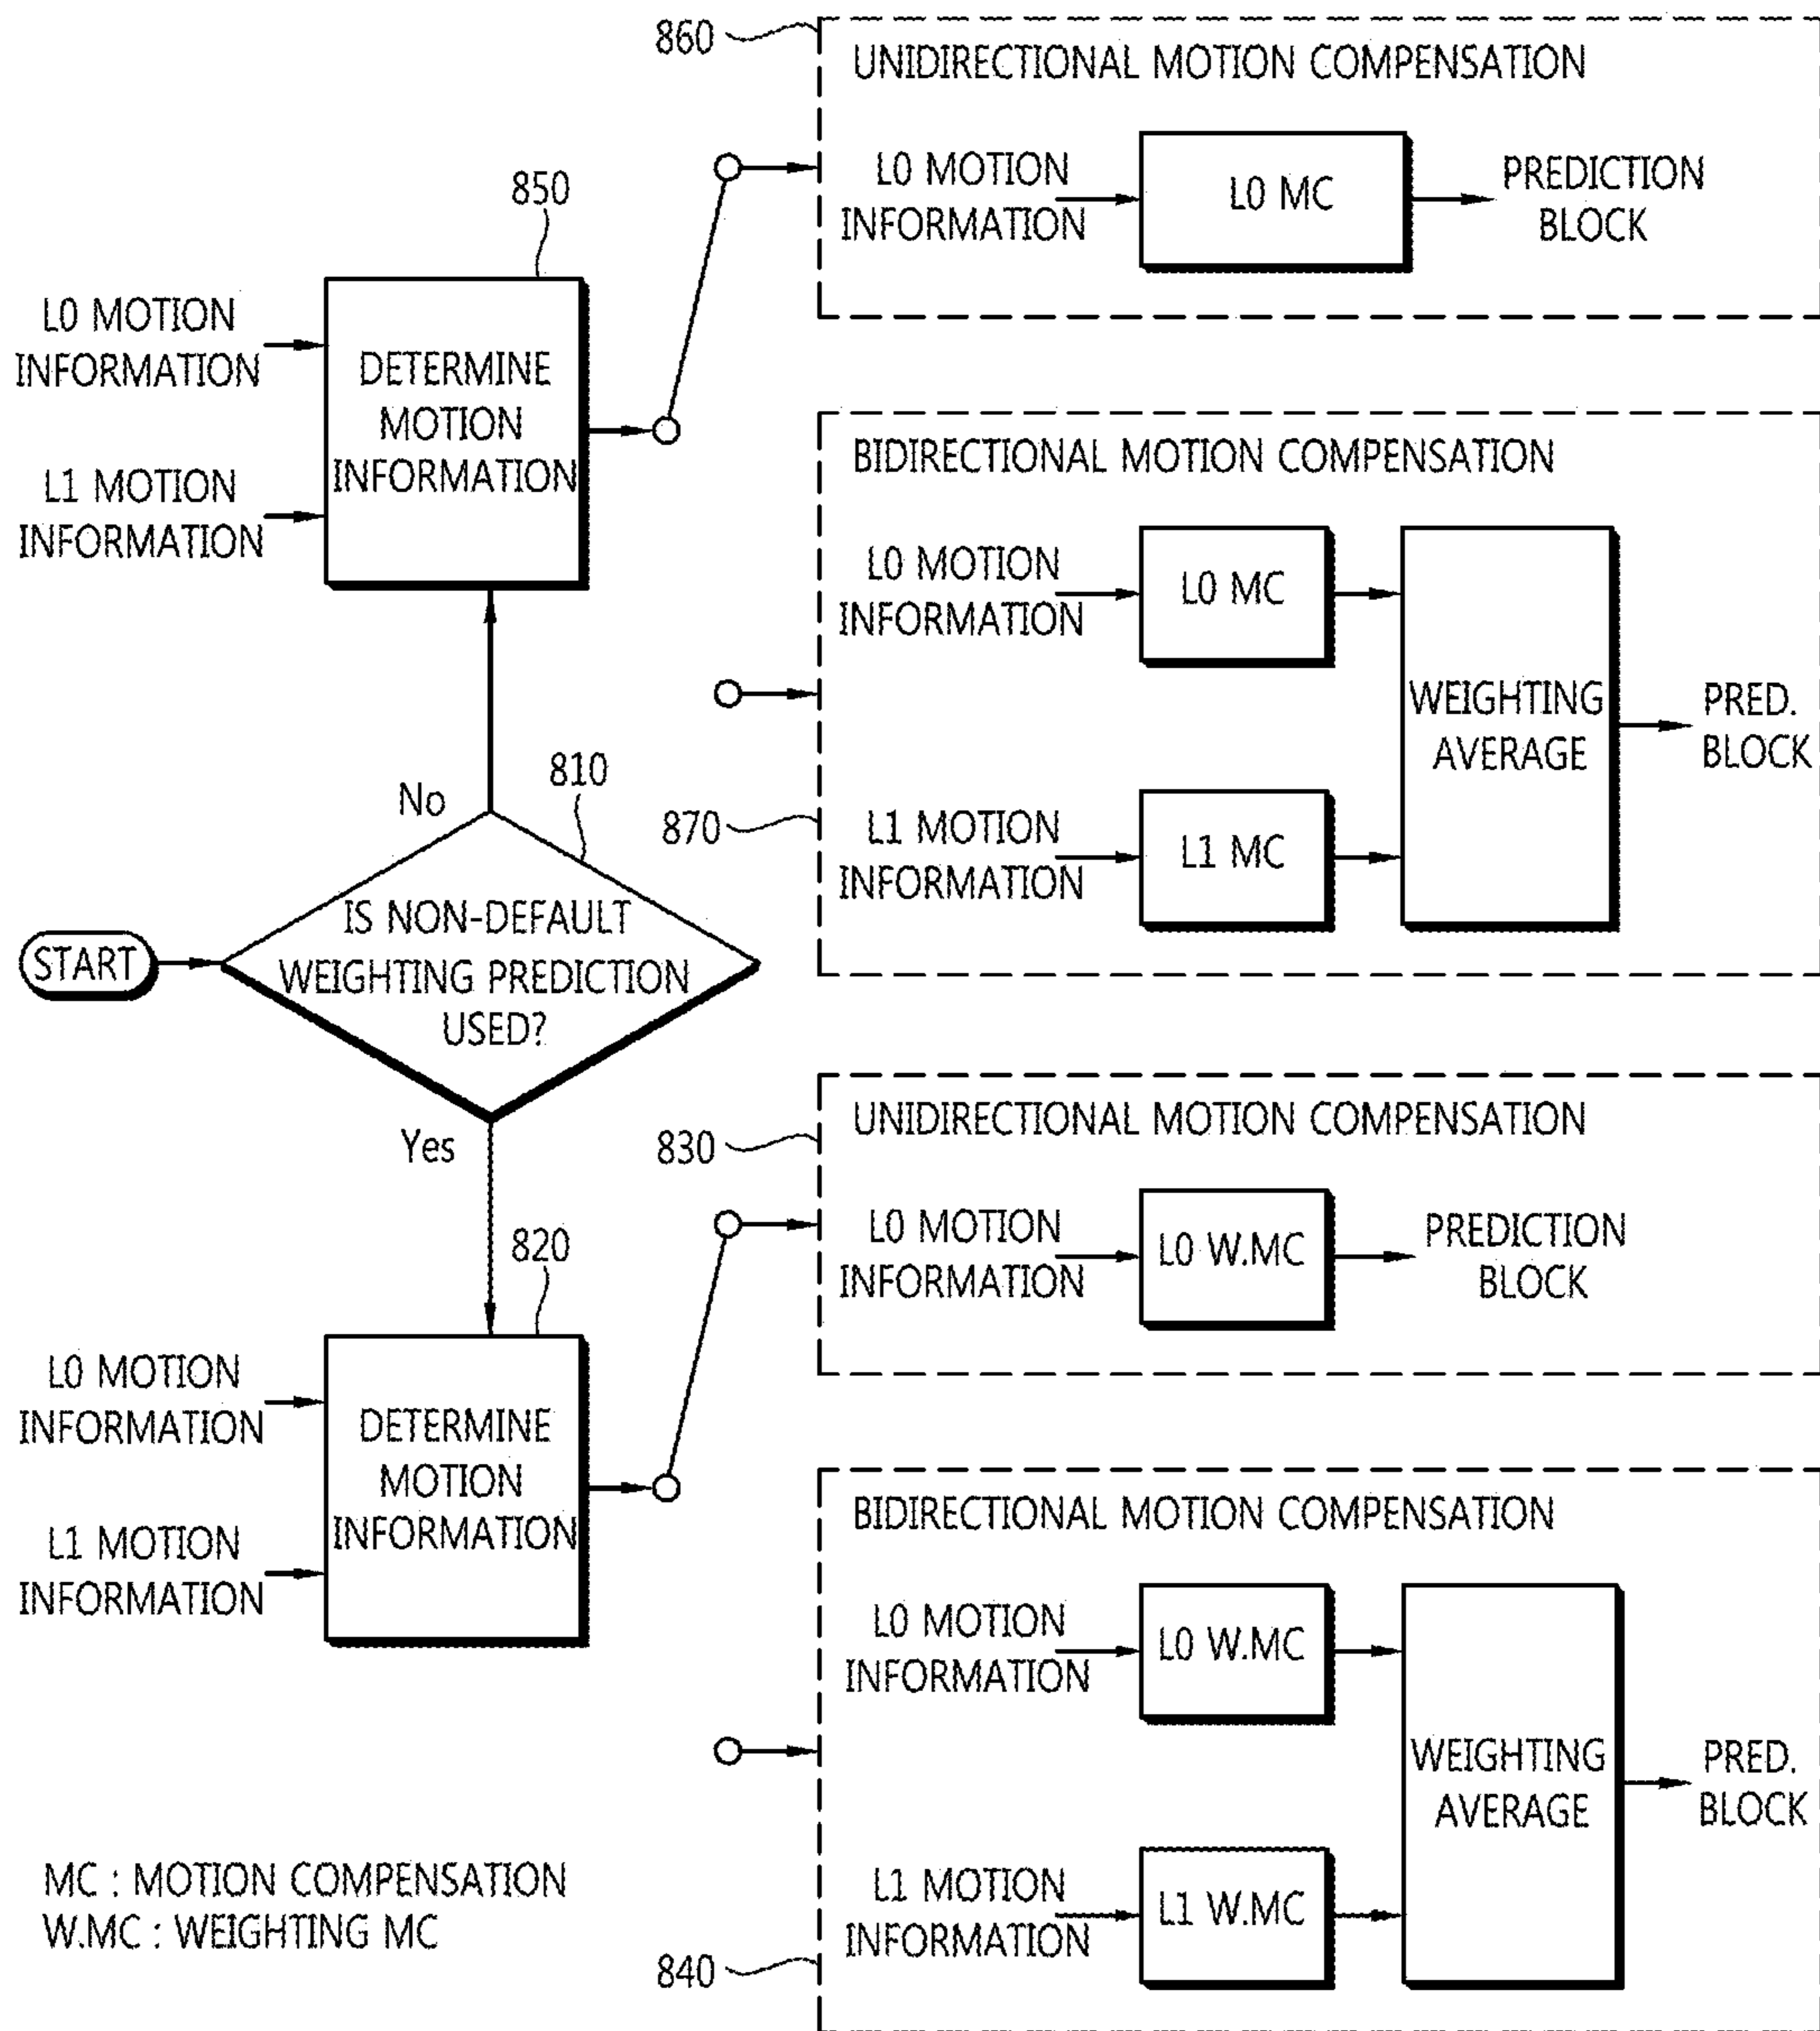 860
UNIDIRECTIONAL MOTION COMPENSATION
L0 MOTION
INFORMATION
L0 MC
PREDICTION
BLOCK
850
L0 MOTION
INFORMATION
L1 MOTION
INFORMATION
DETERMINE
MOTION
INFORMATION
BIDIRECTIONAL MOTION COMPENSATION
L0 MOTION
INFORMATION
L0 MC
870
L1 MOTION
INFORMATION
L1 MC
WEIGHTING
AVERAGE
PRED.
BLOCK
No
810
START
IS NON-DEFAULT
WEIGHTING PREDICTION
USED?
Yes
830
UNIDIRECTIONAL MOTION COMPENSATION
L0 MOTION
INFORMATION
L0 W.MC
PREDICTION
BLOCK
820
L0 MOTION
INFORMATION
L1 MOTION
INFORMATION
DETERMINE
MOTION
INFORMATION
BIDIRECTIONAL MOTION COMPENSATION
L0 MOTION
INFORMATION
L0 W.MC
L1 MOTION
INFORMATION
L1 W.MC
WEIGHTING
AVERAGE
PRED.
BLOCK
840
MC : MOTION COMPENSATION
W.MC : WEIGHTING MC